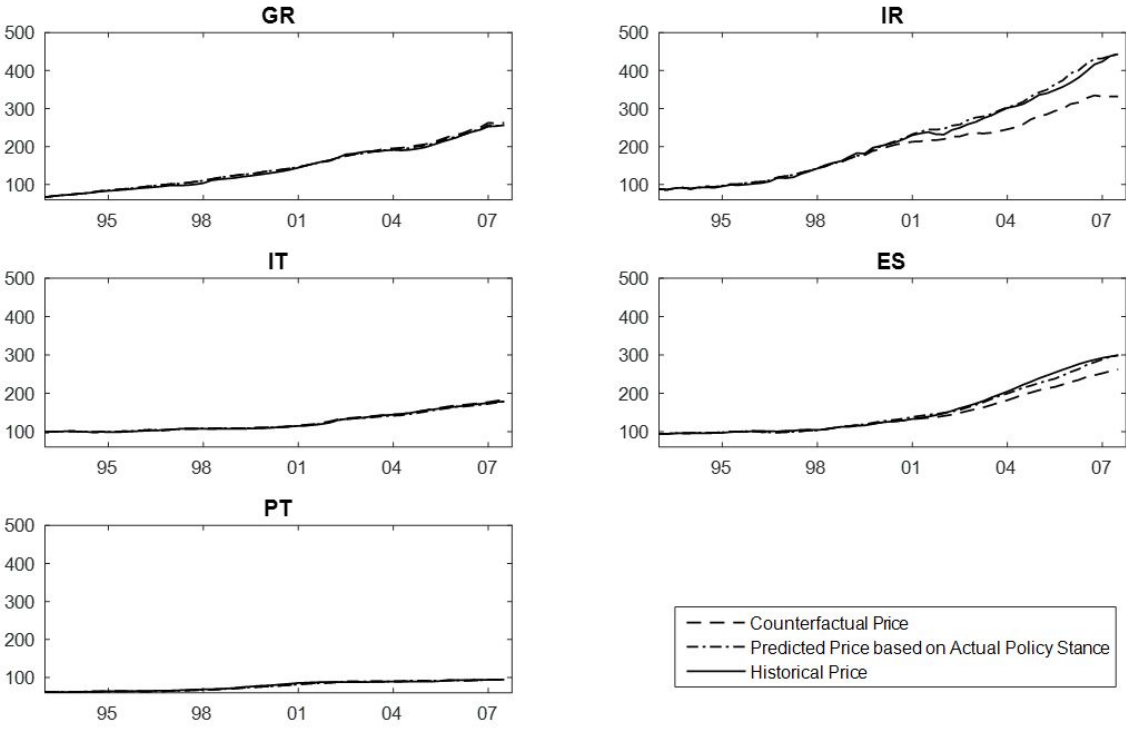 GR
500
400
300
200
100
95 98 01 04 07
IR
500
400
300
200
100
95 98 01 04 07
IT
500
400
300
200
100
95 98 01 04 07
ES
500
400
300
200
100
95 98 01 04 07
PT
500
400
300
200
100
95 98 01 04 07
Counterfactual Price
Predicted Price based on Actual Policy Stance
Historical Price